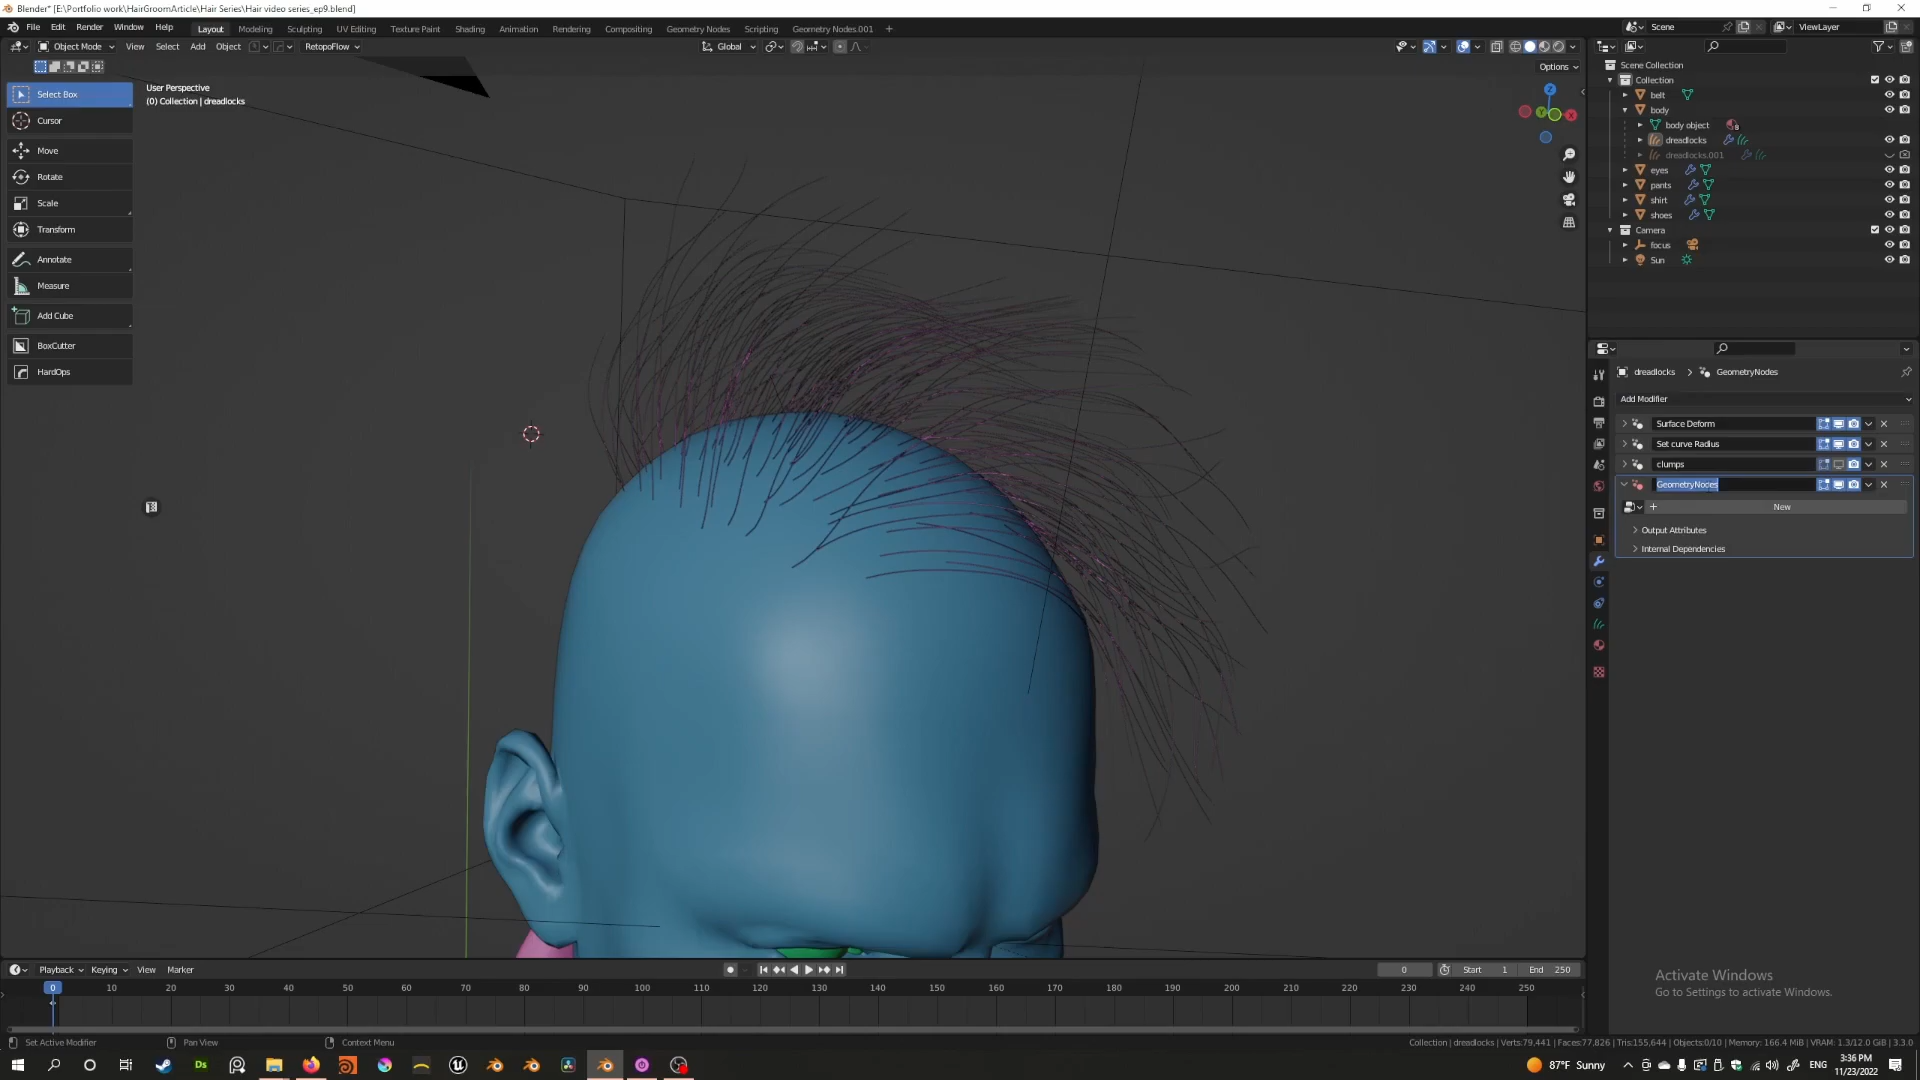 Blender* [E:\Portfolio work\HairGroomArticle\Hair Series\Hair video series_ep9.blend]
File Edit Render Window Help Layout Modeling Sculpting UV Editing Texture Paint Shading Animation Rendering Compositing Geometry Nodes Scripting Geometry Nodes.001 + Scene ViewLayer
Object Mode View Select Add Object RetopoFlow Global
Options
User Perspective
(0) Collection | dreadlocks
Select Box
Cursor
Move
Rotate
Scale
Transform
Annotate
Measure
Add Cube
BoxCutter
HardOps
Z
Y
X
Scene Collection
Collection
belt
body
body object 8
dreadlocks
dreadlocks.001
eyes
pants
shirt
shoes
Camera
focus
Sun
dreadlocks > GeometryNodes
Add Modifier
Surface Deform
Set curve Radius
clumps
GeometryNodes
+ New
Output Attributes
Internal Dependencies
Activate Windows
Go to Settings to activate Windows.
Playback Keying View Marker 0 Start 1 End 250
0 10 20 30 40 50 60 70 80 90 100 110 120 130 140 150 160 170 180 190 200 210 220 230 240 250
Set Active Modifier Pan View Context Menu Collection | dreadlocks | Verts:79,441 | Faces:77,826 | Tris:155,644 | Objects:0/10 | Memory: 166.4 MiB | VRAM: 1.3/12.0 GiB | 3.3.0
Ds 87°F Sunny ENG 3:36 PM
11/23/2022